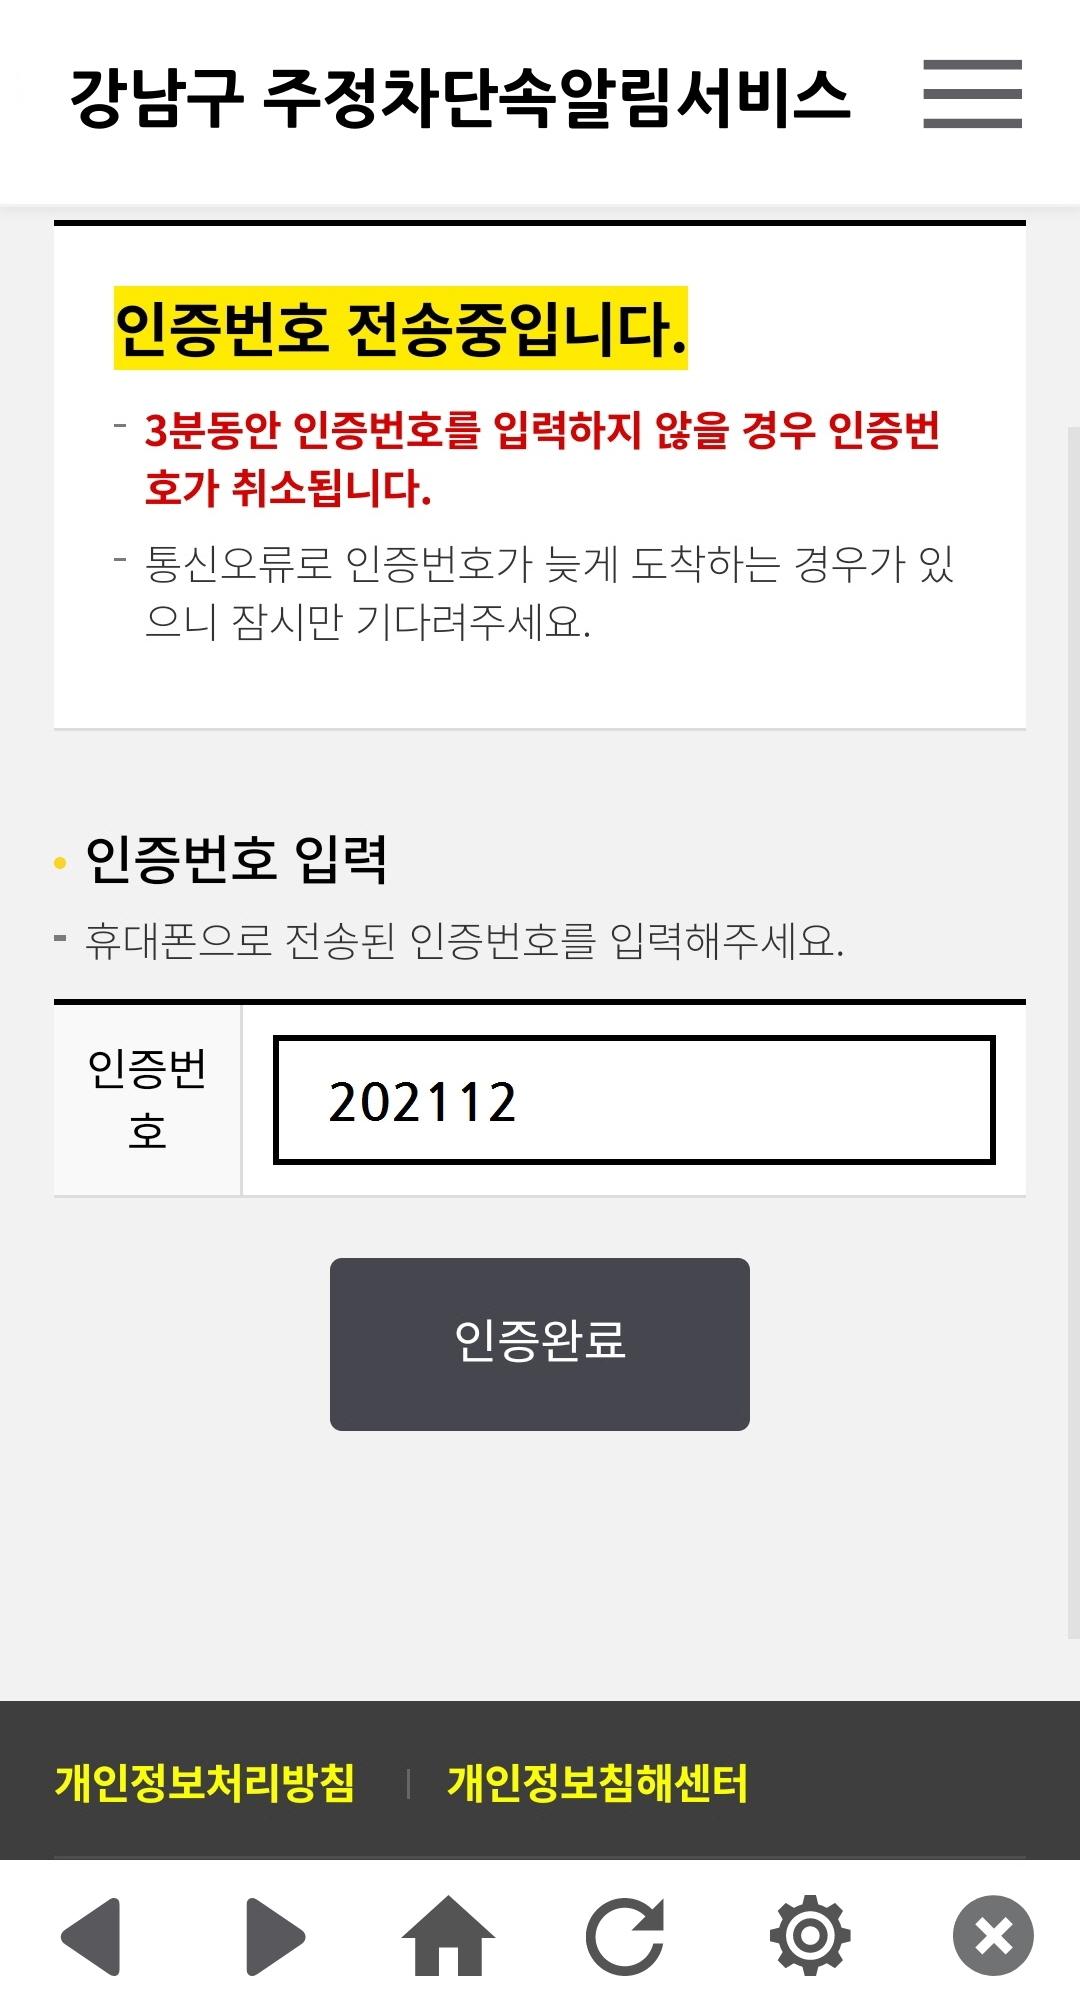 강남구 주정차단속알림서비스
인증번호 전송중입니다.
- 3분동안 인증번호를 입력하지 않을 경우 인증번
호가 취소됩니다.
- 통신오류로 인증번호가 늦게 도착하는 경우가 있
으니 잠시만 기다려주세요.
인증번호 입력
- 휴대폰으로 전송된 인증번호를 입력해주세요.
인증번
호
202112
인증완료
개인정보처리방침 | 개인정보침해센터